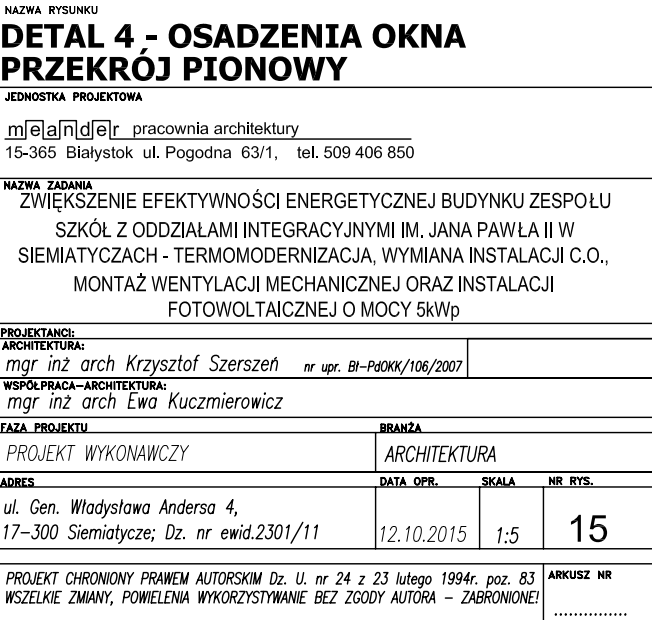 NAZWA RYSUNKU
DETAL 4 - OSADZENIA OKNA
PRZEKRÓJ PIONOWY
JEDNOSTKA PROJEKTOWA
meander pracownia architektury
15-365 Białystok ul. Pogodna 63/1, tel. 509 406 850
NAZWA ZADANIA
ZWIĘKSZENIE EFEKTYWNOŚCI ENERGETYCZNEJ BUDYNKU ZESPOŁU
SZKÓŁ Z ODDZIAŁAMI INTEGRACYJNYMI IM. JANA PAWŁA II W
SIEMIATYCZACH - TERMOMODERNIZACJA, WYMIANA INSTALACJI C.O.,
MONTAŻ WENTYLACJI MECHANICZNEJ ORAZ INSTALACJI
FOTOWOLTAICZNEJ O MOCY 5kWp
PROJEKTANCI:
ARCHITEKTURA:
mgr inż arch Krzysztof Szerszeń nr upr. Bł-PdOKK/106/2007
WSPÓŁPRACA-ARCHITEKTURA:
mgr inż arch Ewa Kuczmierowicz
FAZA PROJEKTU BRANŻA
PROJEKT WYKONAWCZY ARCHITEKTURA
ADRES DATA OPR. SKALA NR RYS.
ul. Gen. Władysława Andersa 4,
17-300 Siemiatycze; Dz. nr ewid.2301/11 12.10.2015 1:5 15
PROJEKT CHRONIONY PRAWEM AUTORSKIM Dz. U. nr 24 z 23 lutego 1994r. poz. 83 ARKUSZ NR
WSZELKIE ZMIANY, POWIELENIA WYKORZYSTYWANIE BEZ ZGODY AUTORA - ZABRONIONE!
...............